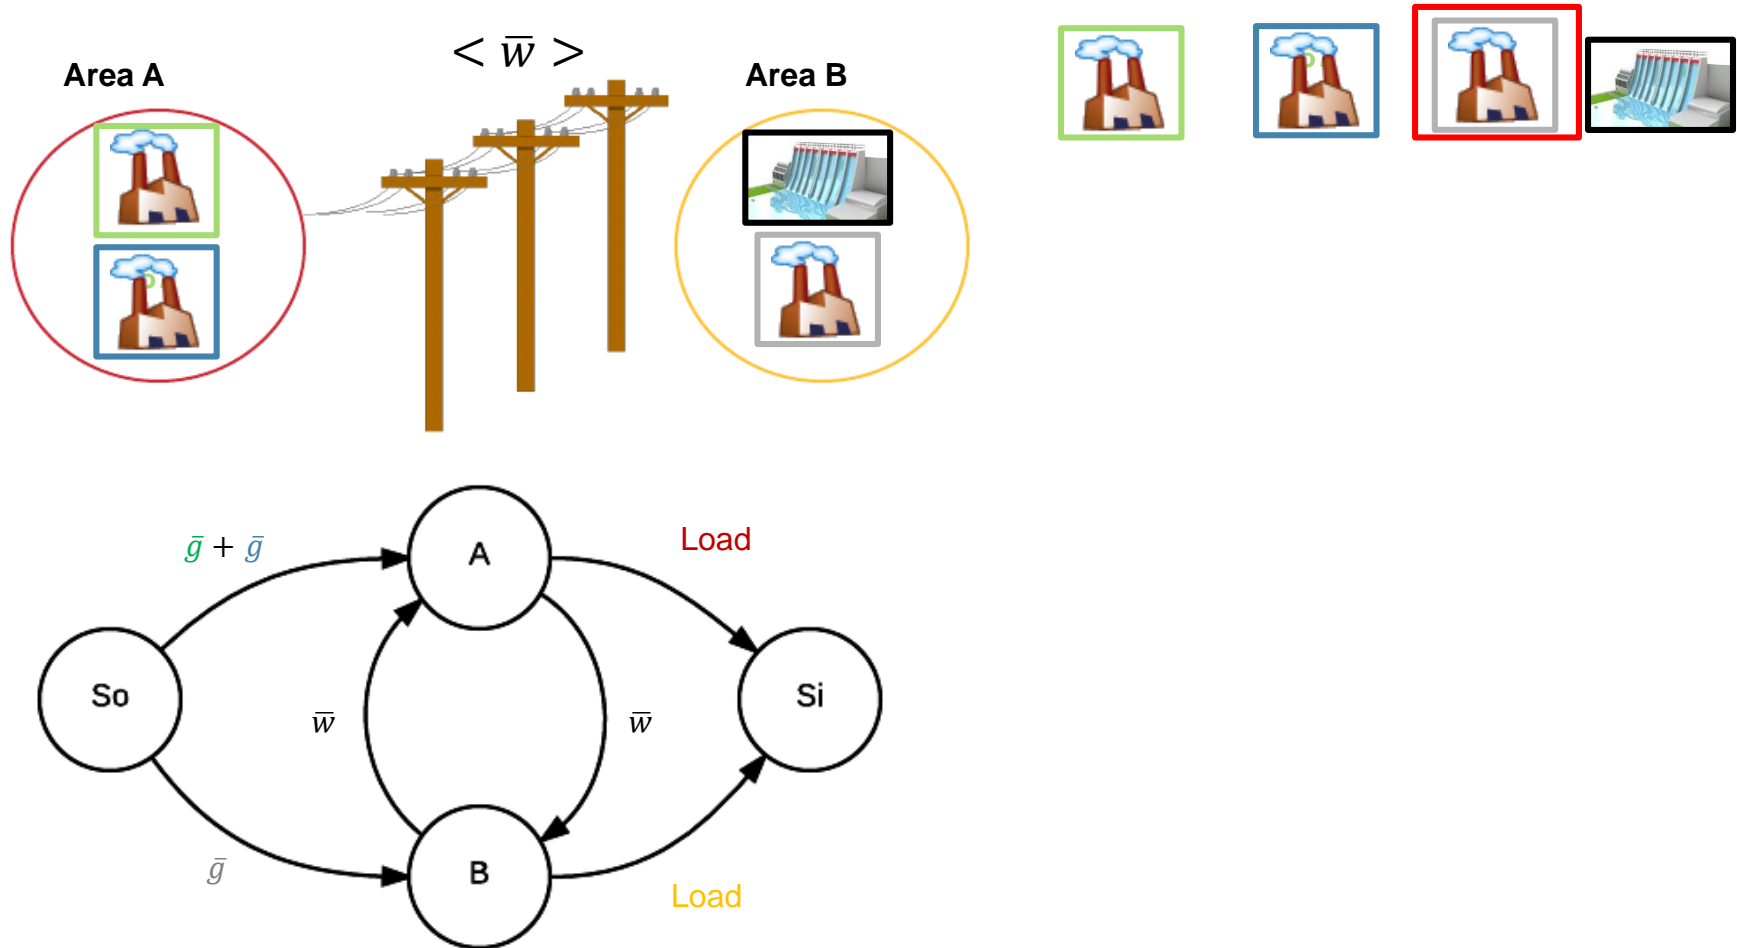 < w̅ >
Area A
Area B
ḡ + ḡ
Load
A
So
Si
w̅
w̅
B
ḡ
Load